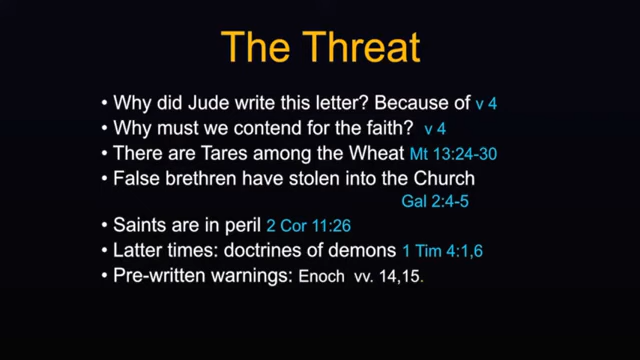 The Threat
• Why did Jude write this letter? Because of v 4
• Why must we contend for the faith? v 4
• There are Tares among the Wheat Mt 13:24-30
• False brethren have stolen into the Church
Gal 2:4-5
• Saints are in peril 2 Cor 11:26
• Latter times: doctrines of demons 1 Tim 4:1,6
• Pre-written warnings: Enoch vv. 14,15.